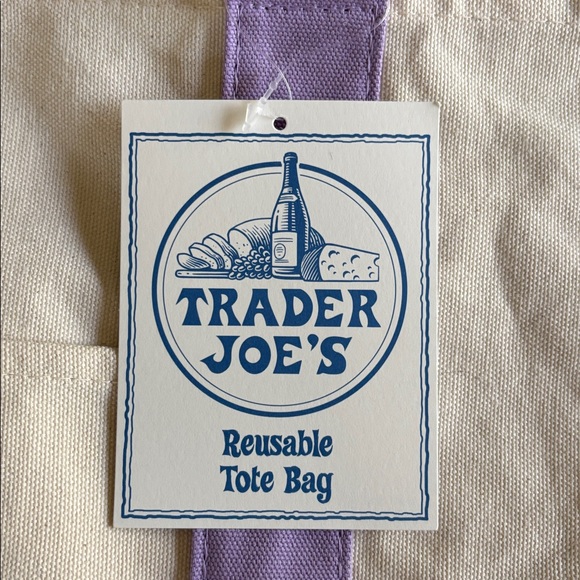 TRADER
JOE'S
Reusable
Tote Bag